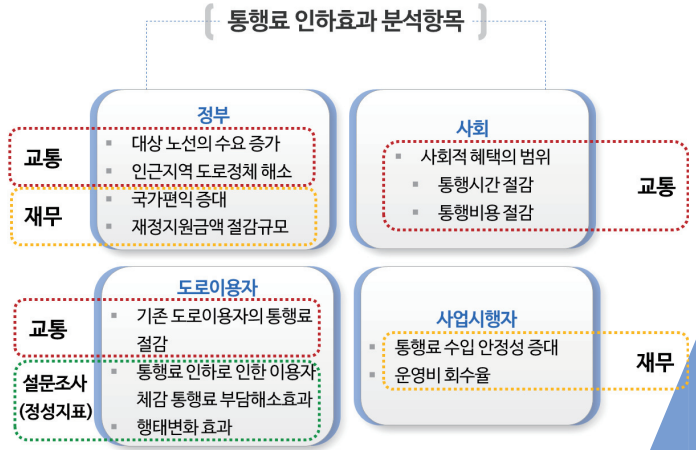 통행료 인하효과 분석항목
정부
교통
▪ 대상 노선의 수요 증가
▪ 인근지역 도로정체 해소
재무
▪ 국가편익 증대
▪ 재정지원금액 절감규모
사회
▪ 사회적 혜택의 범위
▪ 통행시간 절감
▪ 통행비용 절감
교통
도로이용자
교통
▪ 기존 도로이용자의 통행료
절감
설문조사
(정성지표)
▪ 통행료 인하로 인한 이용자
체감 통행료 부담해소효과
▪ 행태변화 효과
사업시행자
▪ 통행료 수입 안정성 증대
▪ 운영비 회수율
재무